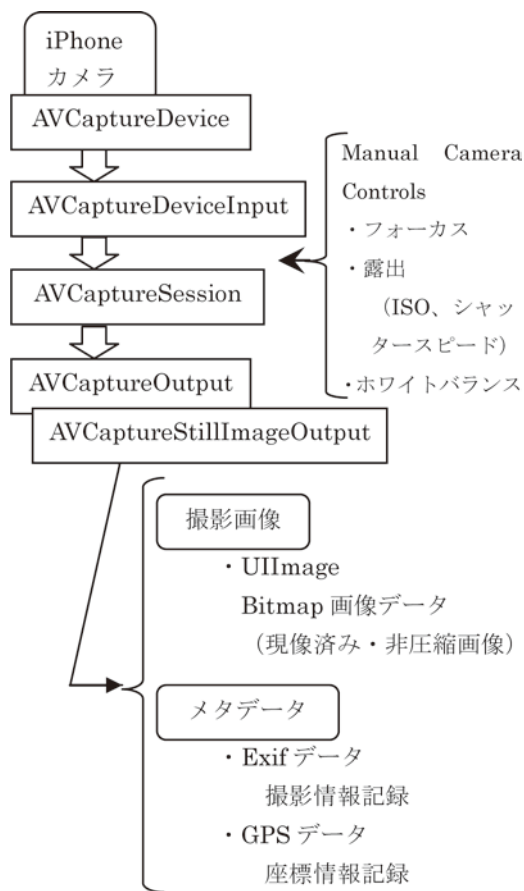 iPhone
カメラ
AVCaptureDevice
AVCaptureDeviceInput
AVCaptureSession
AVCaptureOutput
AVCaptureStillImageOutput
Manual Camera
Controls
・フォーカス
・露出
（ISO、シャッ
タースピード）
・ホワイトバランス
撮影画像
・UIImage
Bitmap 画像データ
（現像済み・非圧縮画像）
メタデータ
・Exif データ
撮影情報記録
・GPS データ
座標情報記録